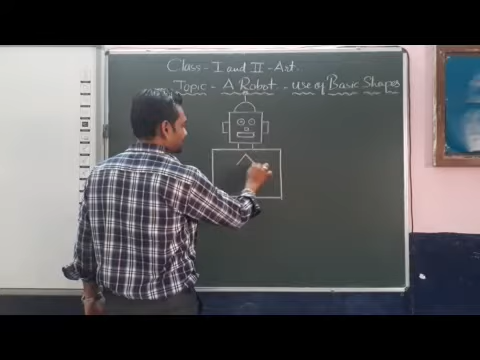 Class - I and II - Art.
Topic - A Robot - use of Basic Shapes